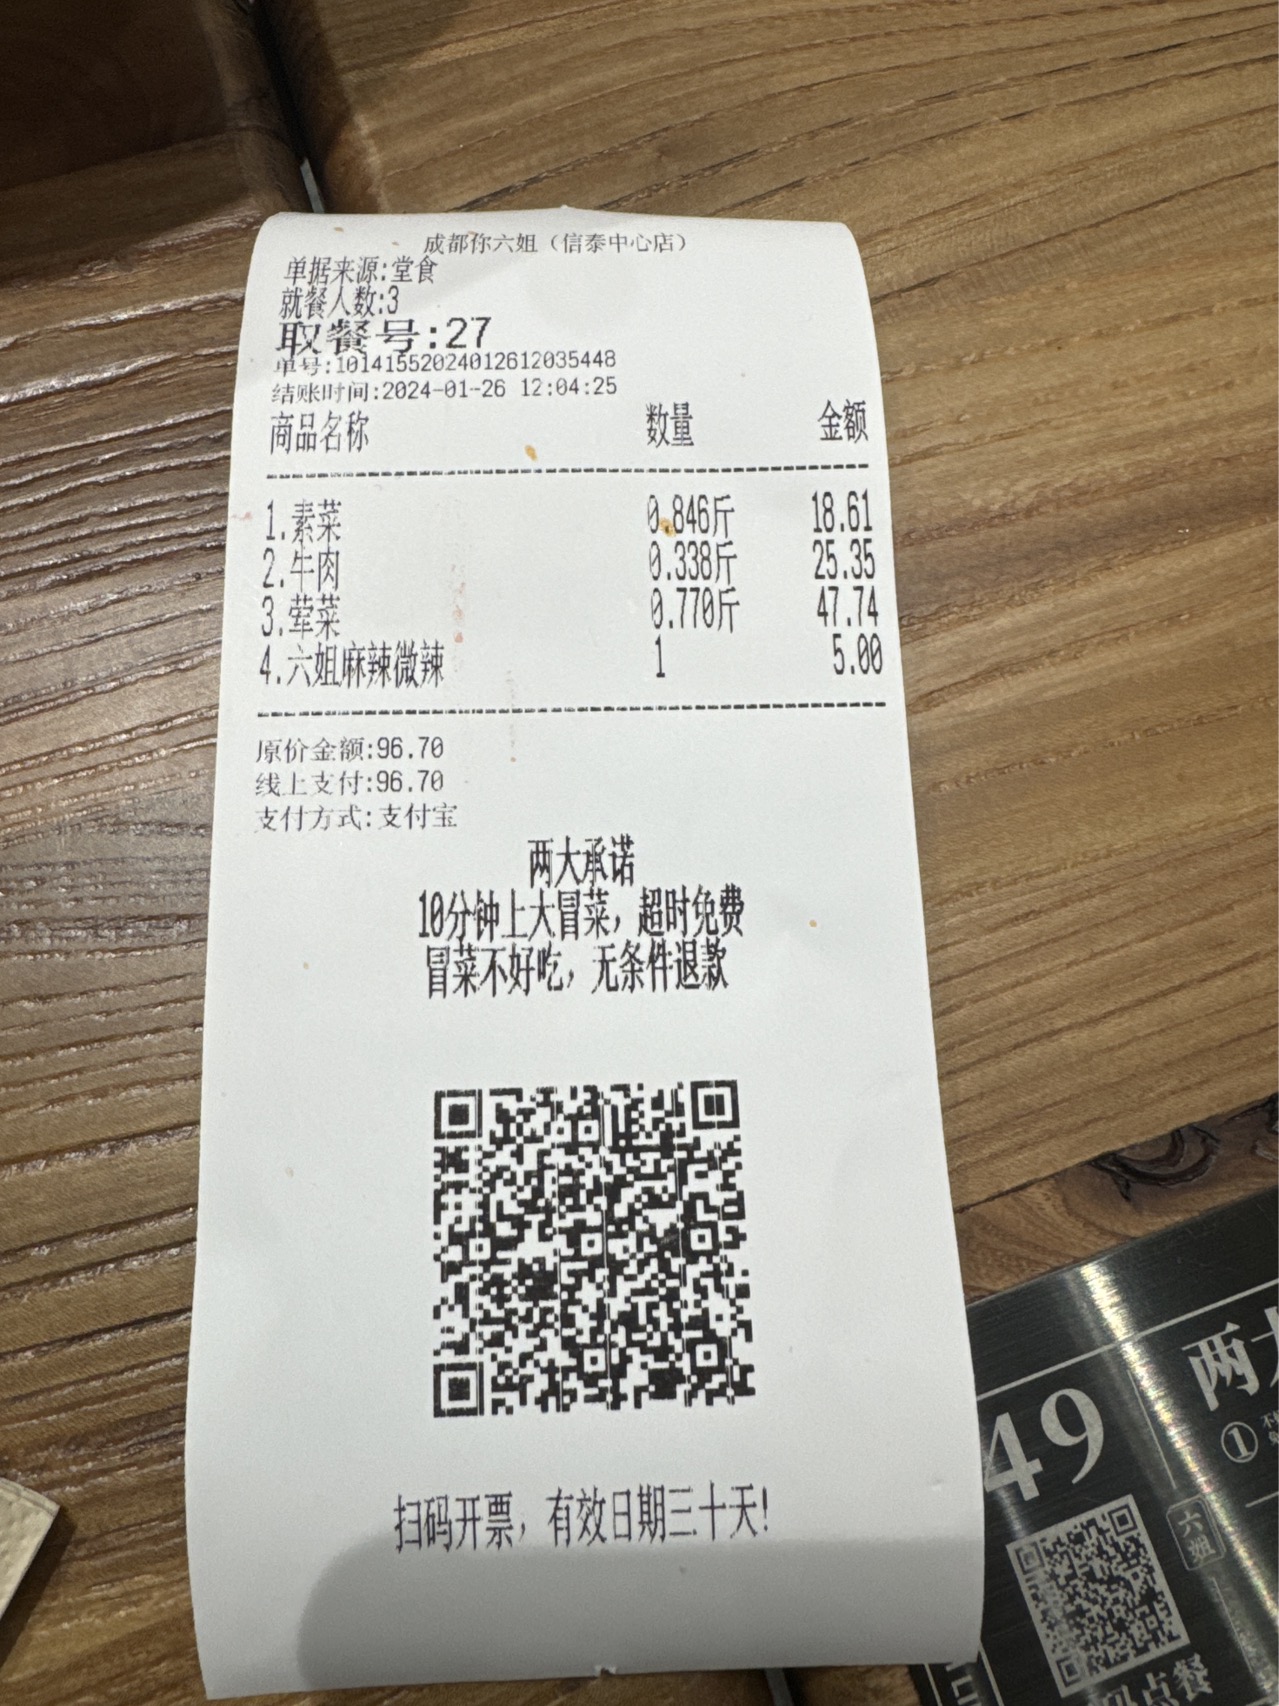 成都你六姐（信泰中心店）
单据来源:堂食
就餐人数:3
取餐号:27
单号:10141552024012612035448
结账时间:2024-01-26 12:04:25
商品名称 数量 金额
1.素菜 0.846斤 18.61
2.牛肉 0.338斤 25.35
3.荤菜 0.770斤 47.74
4.六姐麻辣微辣 1 5.00
原价金额:96.70
线上支付:96.70
支付方式:支付宝
两大承诺
10分钟上大冒菜，超时免费
冒菜不好吃，无条件退款
扫码开票，有效日期三十天!
49
两大
①
六姐
点餐